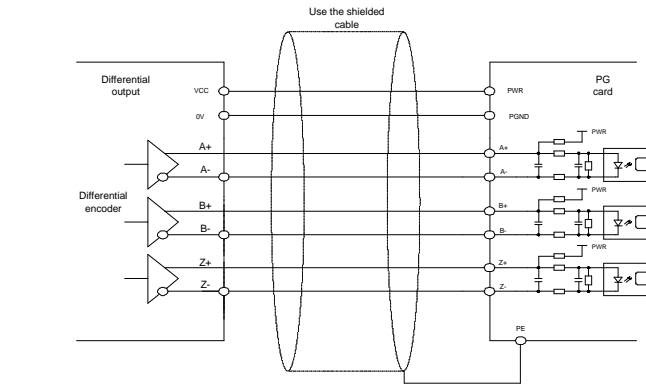 Use the shielded
cable
Differential
output
PG
card
VCC
PWR
0V
PGND
PWR
A+
A+
A-
A-
PWR
Differential
encoder
B+
B+
B-
B-
PWR
Z+
Z+
Z-
Z-
PE